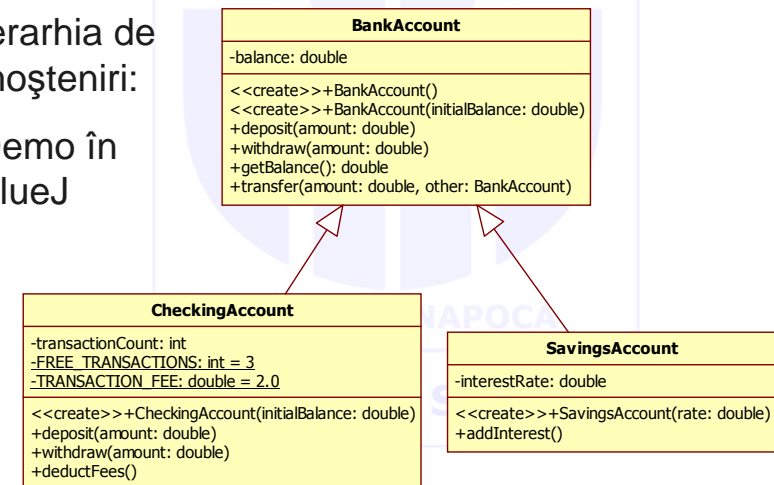 erarhia de
oşteniri:
emo în
lueJ
BankAccount
-balance: double
<<create>>+BankAccount()
<<create>>+BankAccount(initialBalance: double)
+deposit(amount: double)
+withdraw(amount: double)
+getBalance(): double
+transfer(amount: double, other: BankAccount)
CheckingAccount
-transactionCount: int
-FREE_TRANSACTIONS: int = 3
-TRANSACTION_FEE: double = 2.0
<<create>>+CheckingAccount(initialBalance: double)
+deposit(amount: double)
+withdraw(amount: double)
+deductFees()
NAPOCA
SavingsAccount
-interestRate: double
<<create>>+SavingsAccount(rate: double)
+addInterest()